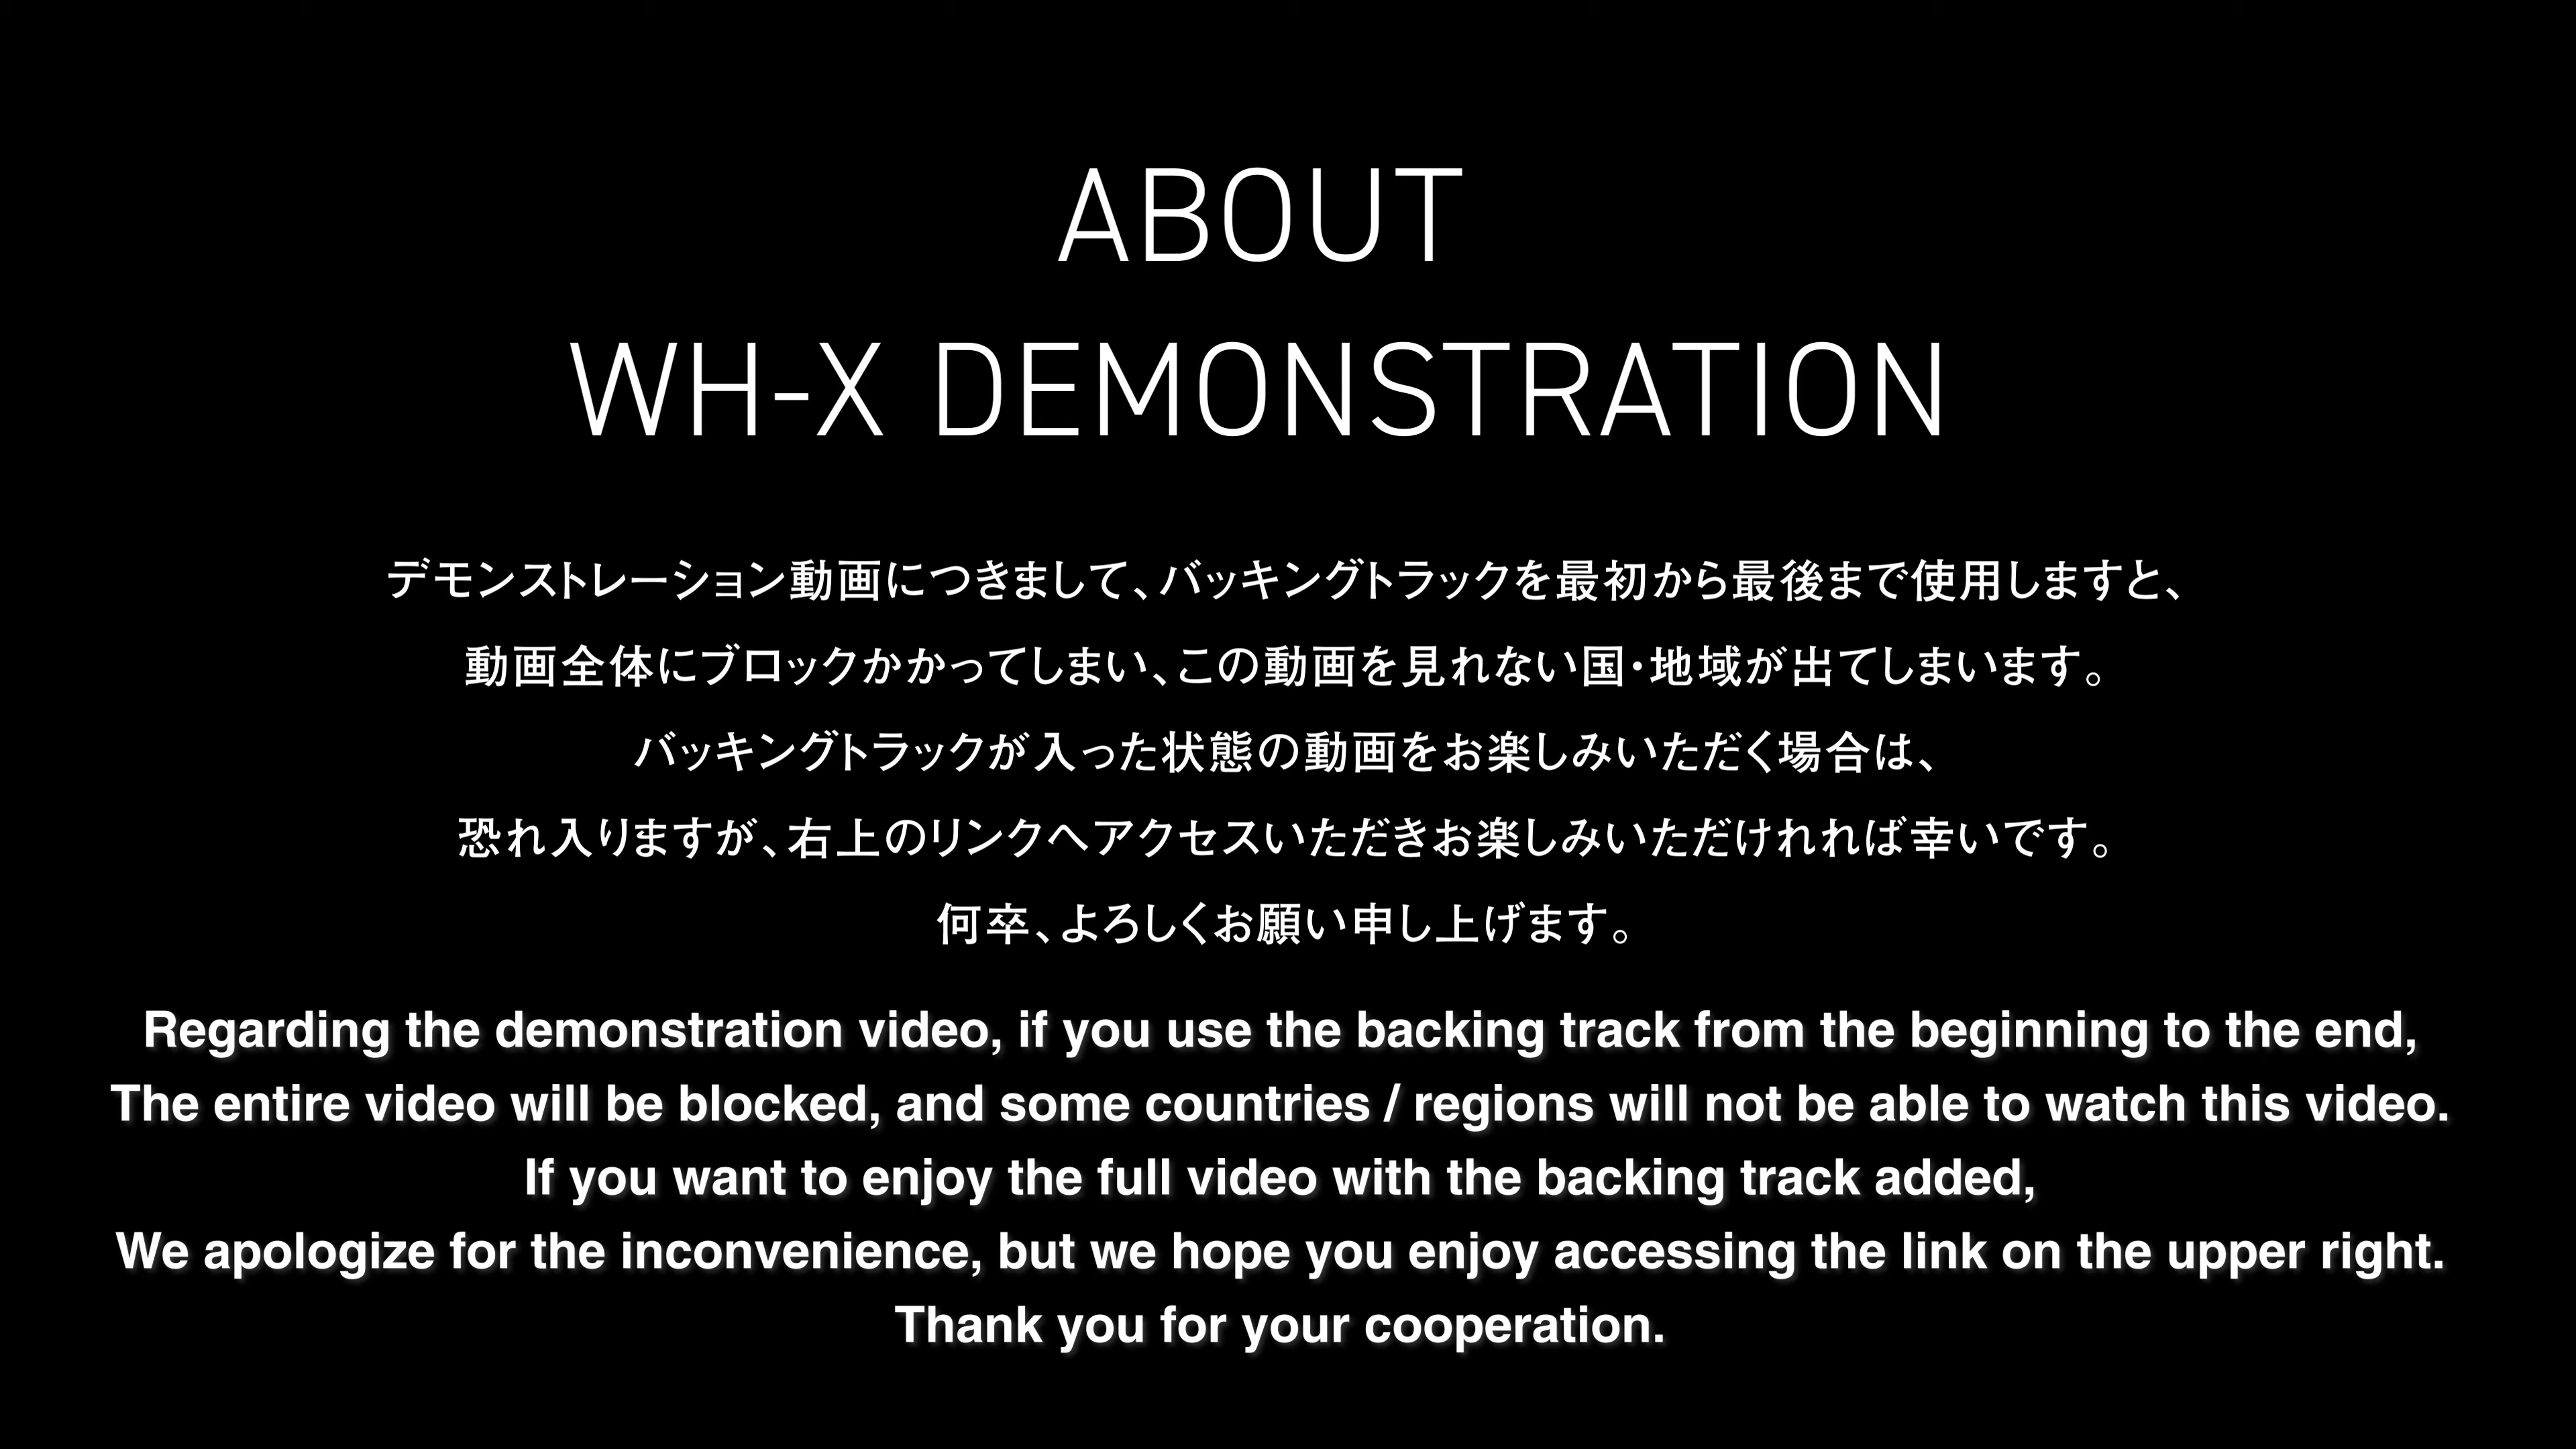 ABOUT
WH-X DEMONSTRATION
デモンストレーション動画につきまして、バッキングトラックを最初から最後まで使用しますと、
動画全体にブロックかかってしまい、この動画を見れない国・地域が出てしまいます。
バッキングトラックが入った状態の動画をお楽しみいただく場合は、
恐れ入りますが、右上のリンクへアクセスいただきお楽しみいただけれれば幸いです。
何卒、よろしくお願い申し上げます。
Regarding the demonstration video, if you use the backing track from the beginning to the end,
The entire video will be blocked, and some countries / regions will not be able to watch this video.
If you want to enjoy the full video with the backing track added,
We apologize for the inconvenience, but we hope you enjoy accessing the link on the upper right.
Thank you for your cooperation.